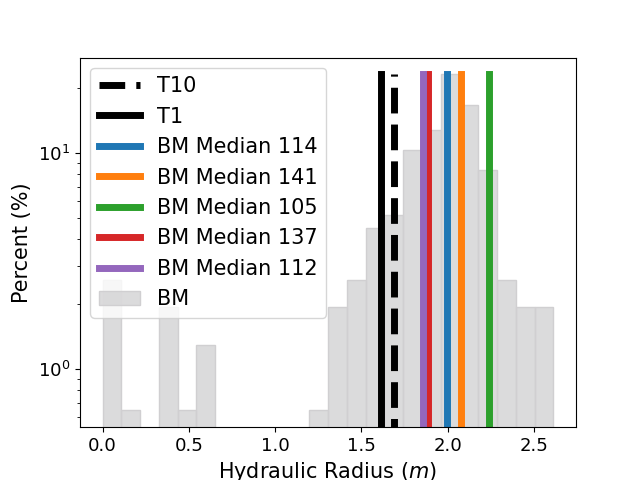 T10
T1
BM Median 114
BM Median 141
BM Median 105
BM Median 137
BM Median 112
BM
Percent (%)
10¹
10⁰
0.0 0.5 1.0 1.5 2.0 2.5
Hydraulic Radius (m)